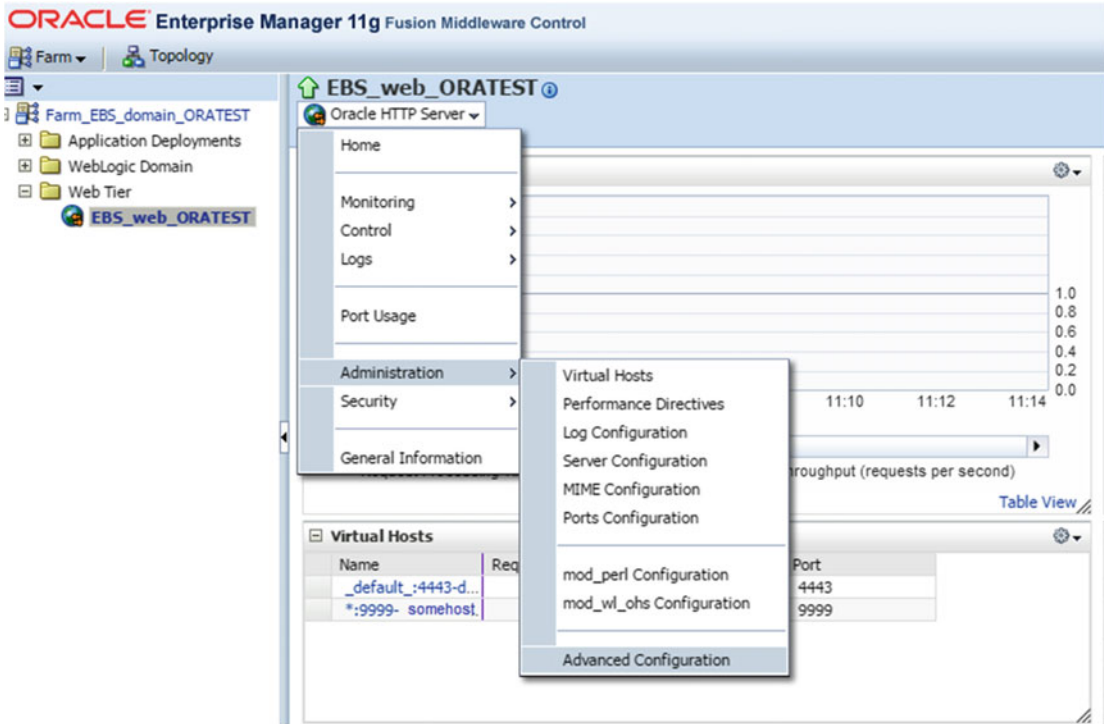 ORACLE Enterprise Manager 11g Fusion Middleware Control
Farm
Topology
Farm_EBS_domain_ORATEST
Application Deployments
WebLogic Domain
Web Tier
EBS_web_ORATEST
EBS_web_ORATEST
Oracle HTTP Server
Home
Monitoring
Control
Logs
Port Usage
Administration
Security
General Information
Virtual Hosts
Performance Directives
Log Configuration
Server Configuration
MIME Configuration
Ports Configuration
mod_perl Configuration
mod_wl_ohs Configuration
Advanced Configuration
1.0
0.8
0.6
0.4
0.2
0.0
11:10 11:12 11:14
(requests per second)
Table View
Virtual Hosts
Name Port
_default_:4443-d... 4443
*:9999- somehost. 9999